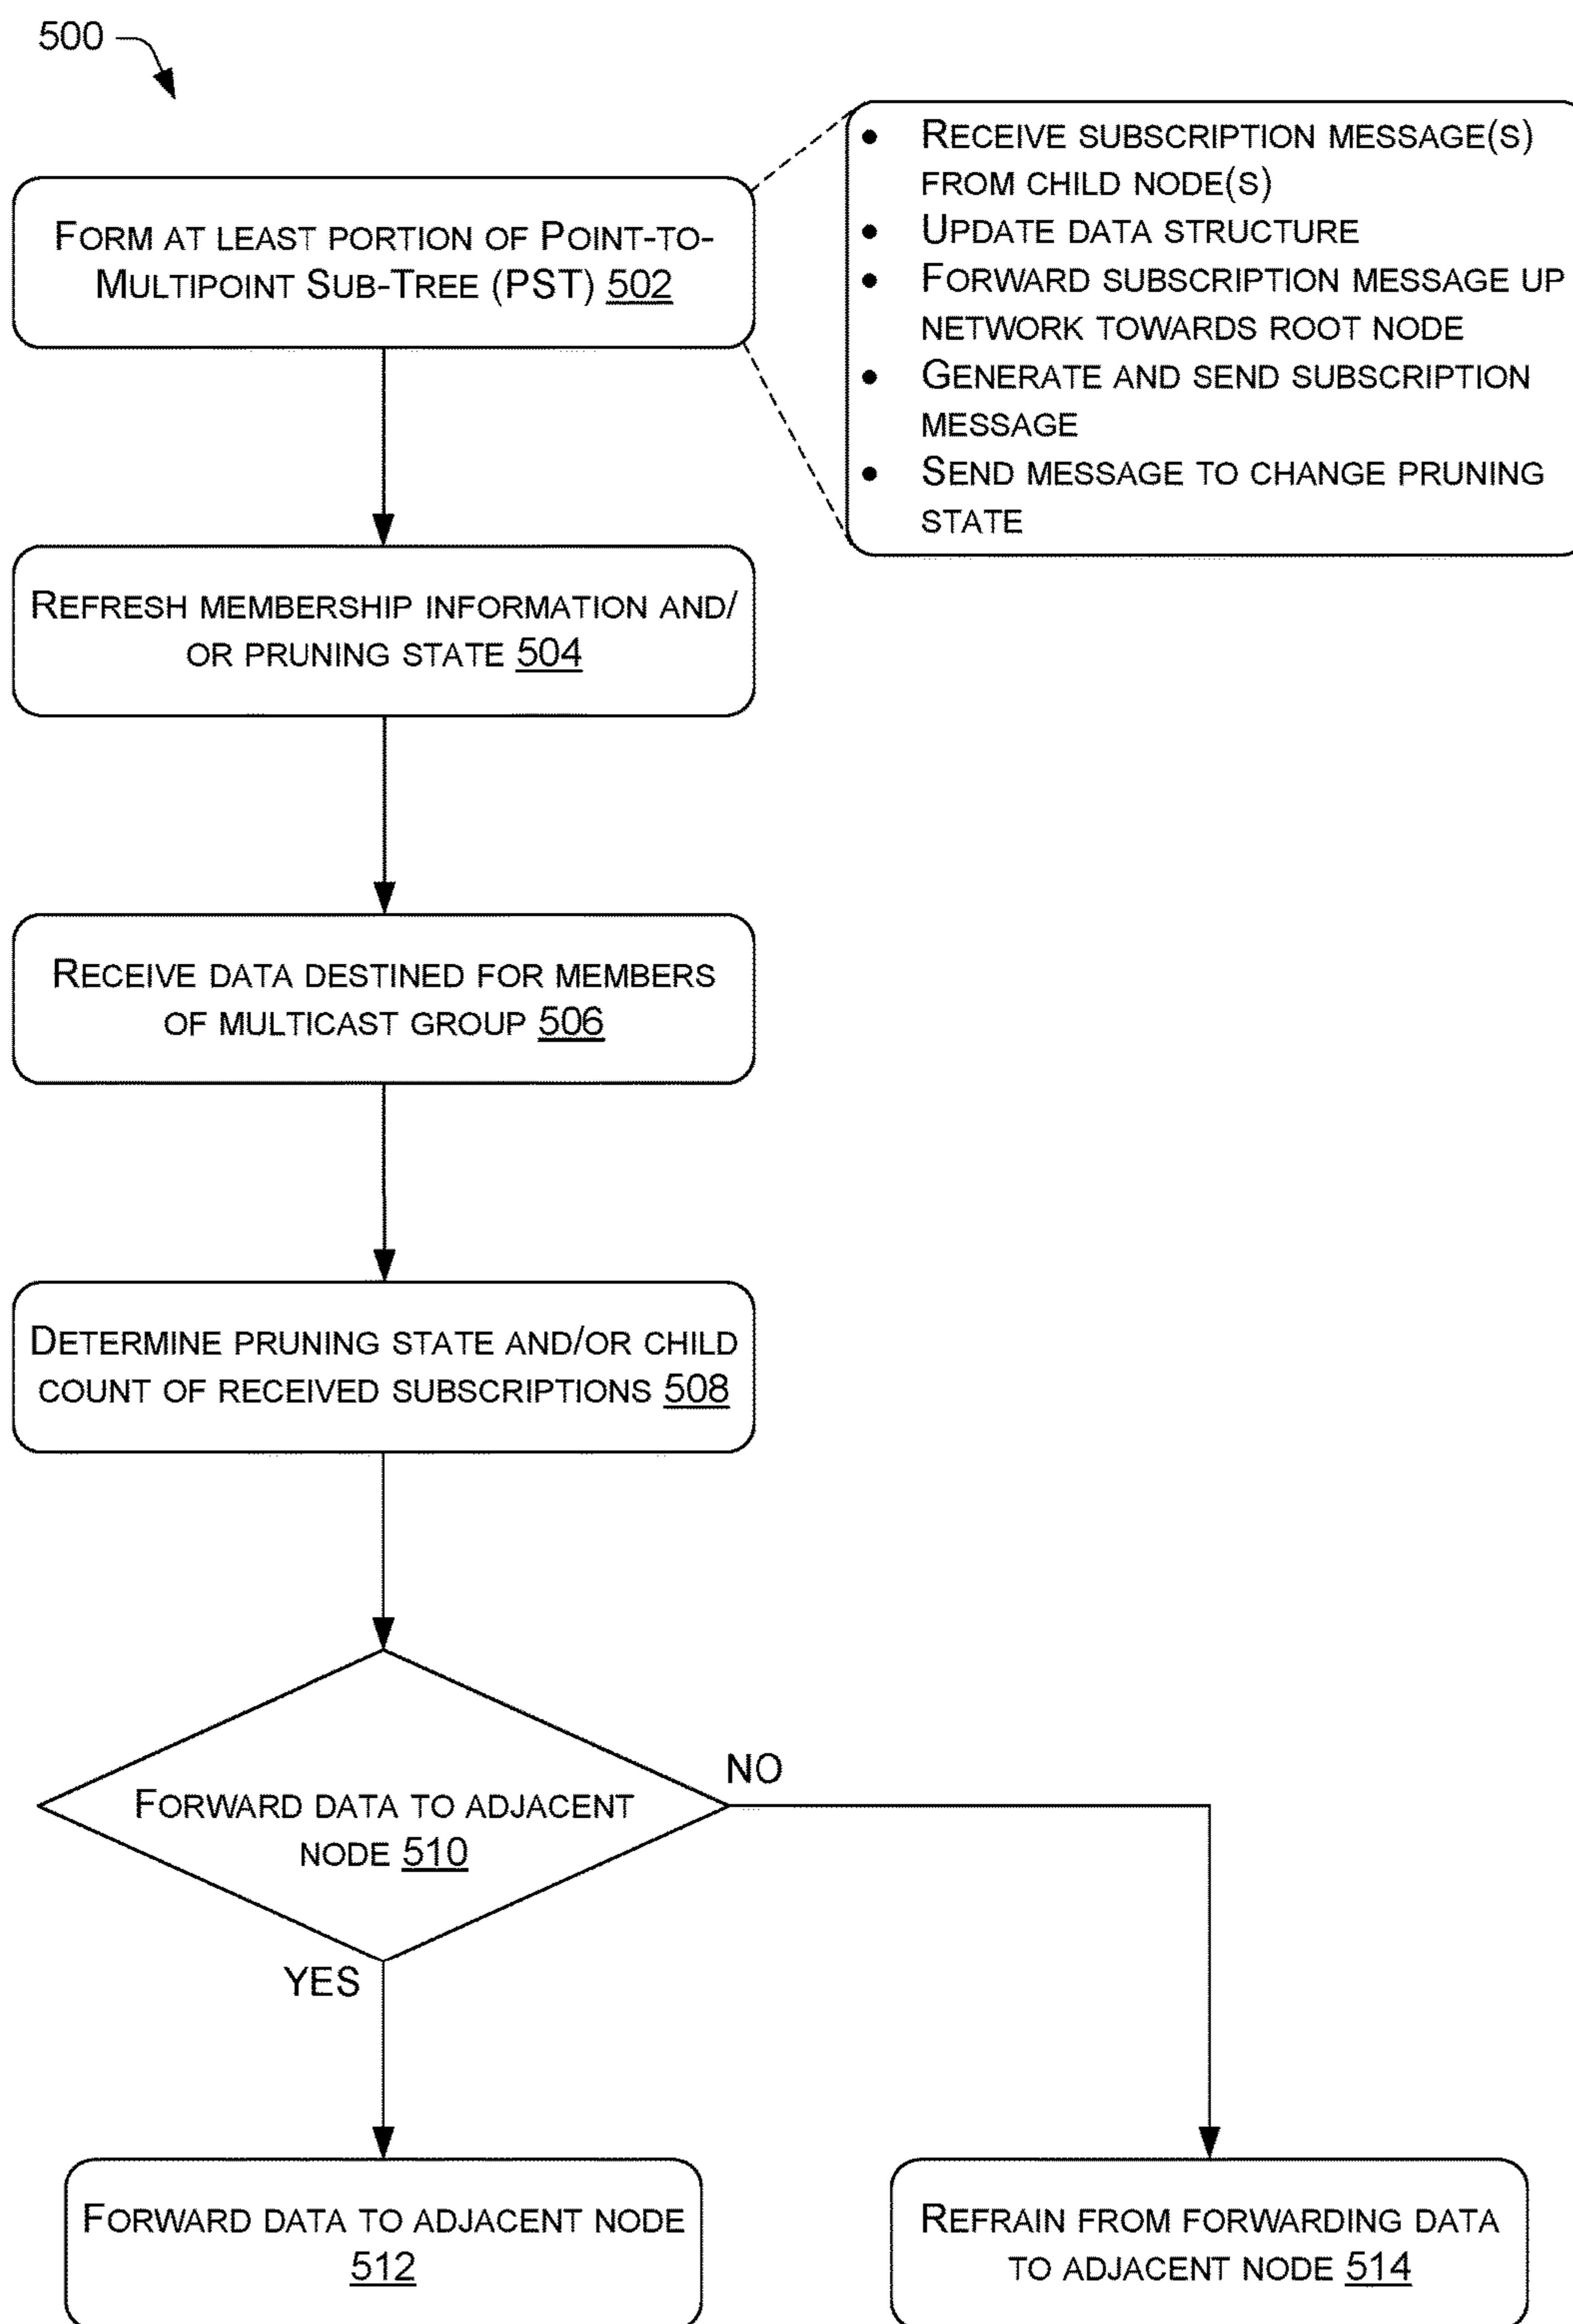 500
FORM AT LEAST PORTION OF POINT-TO-
MULTIPOINT SUB-TREE (PST) 502
• RECEIVE SUBSCRIPTION MESSAGE(S)
FROM CHILD NODE(S)
• UPDATE DATA STRUCTURE
• FORWARD SUBSCRIPTION MESSAGE UP
NETWORK TOWARDS ROOT NODE
• GENERATE AND SEND SUBSCRIPTION
MESSAGE
• SEND MESSAGE TO CHANGE PRUNING
STATE
REFRESH MEMBERSHIP INFORMATION AND/
OR PRUNING STATE 504
RECEIVE DATA DESTINED FOR MEMBERS
OF MULTICAST GROUP 506
DETERMINE PRUNING STATE AND/OR CHILD
COUNT OF RECEIVED SUBSCRIPTIONS 508
FORWARD DATA TO ADJACENT
NODE 510
NO
YES
FORWARD DATA TO ADJACENT NODE
512
REFRAIN FROM FORWARDING DATA
TO ADJACENT NODE 514